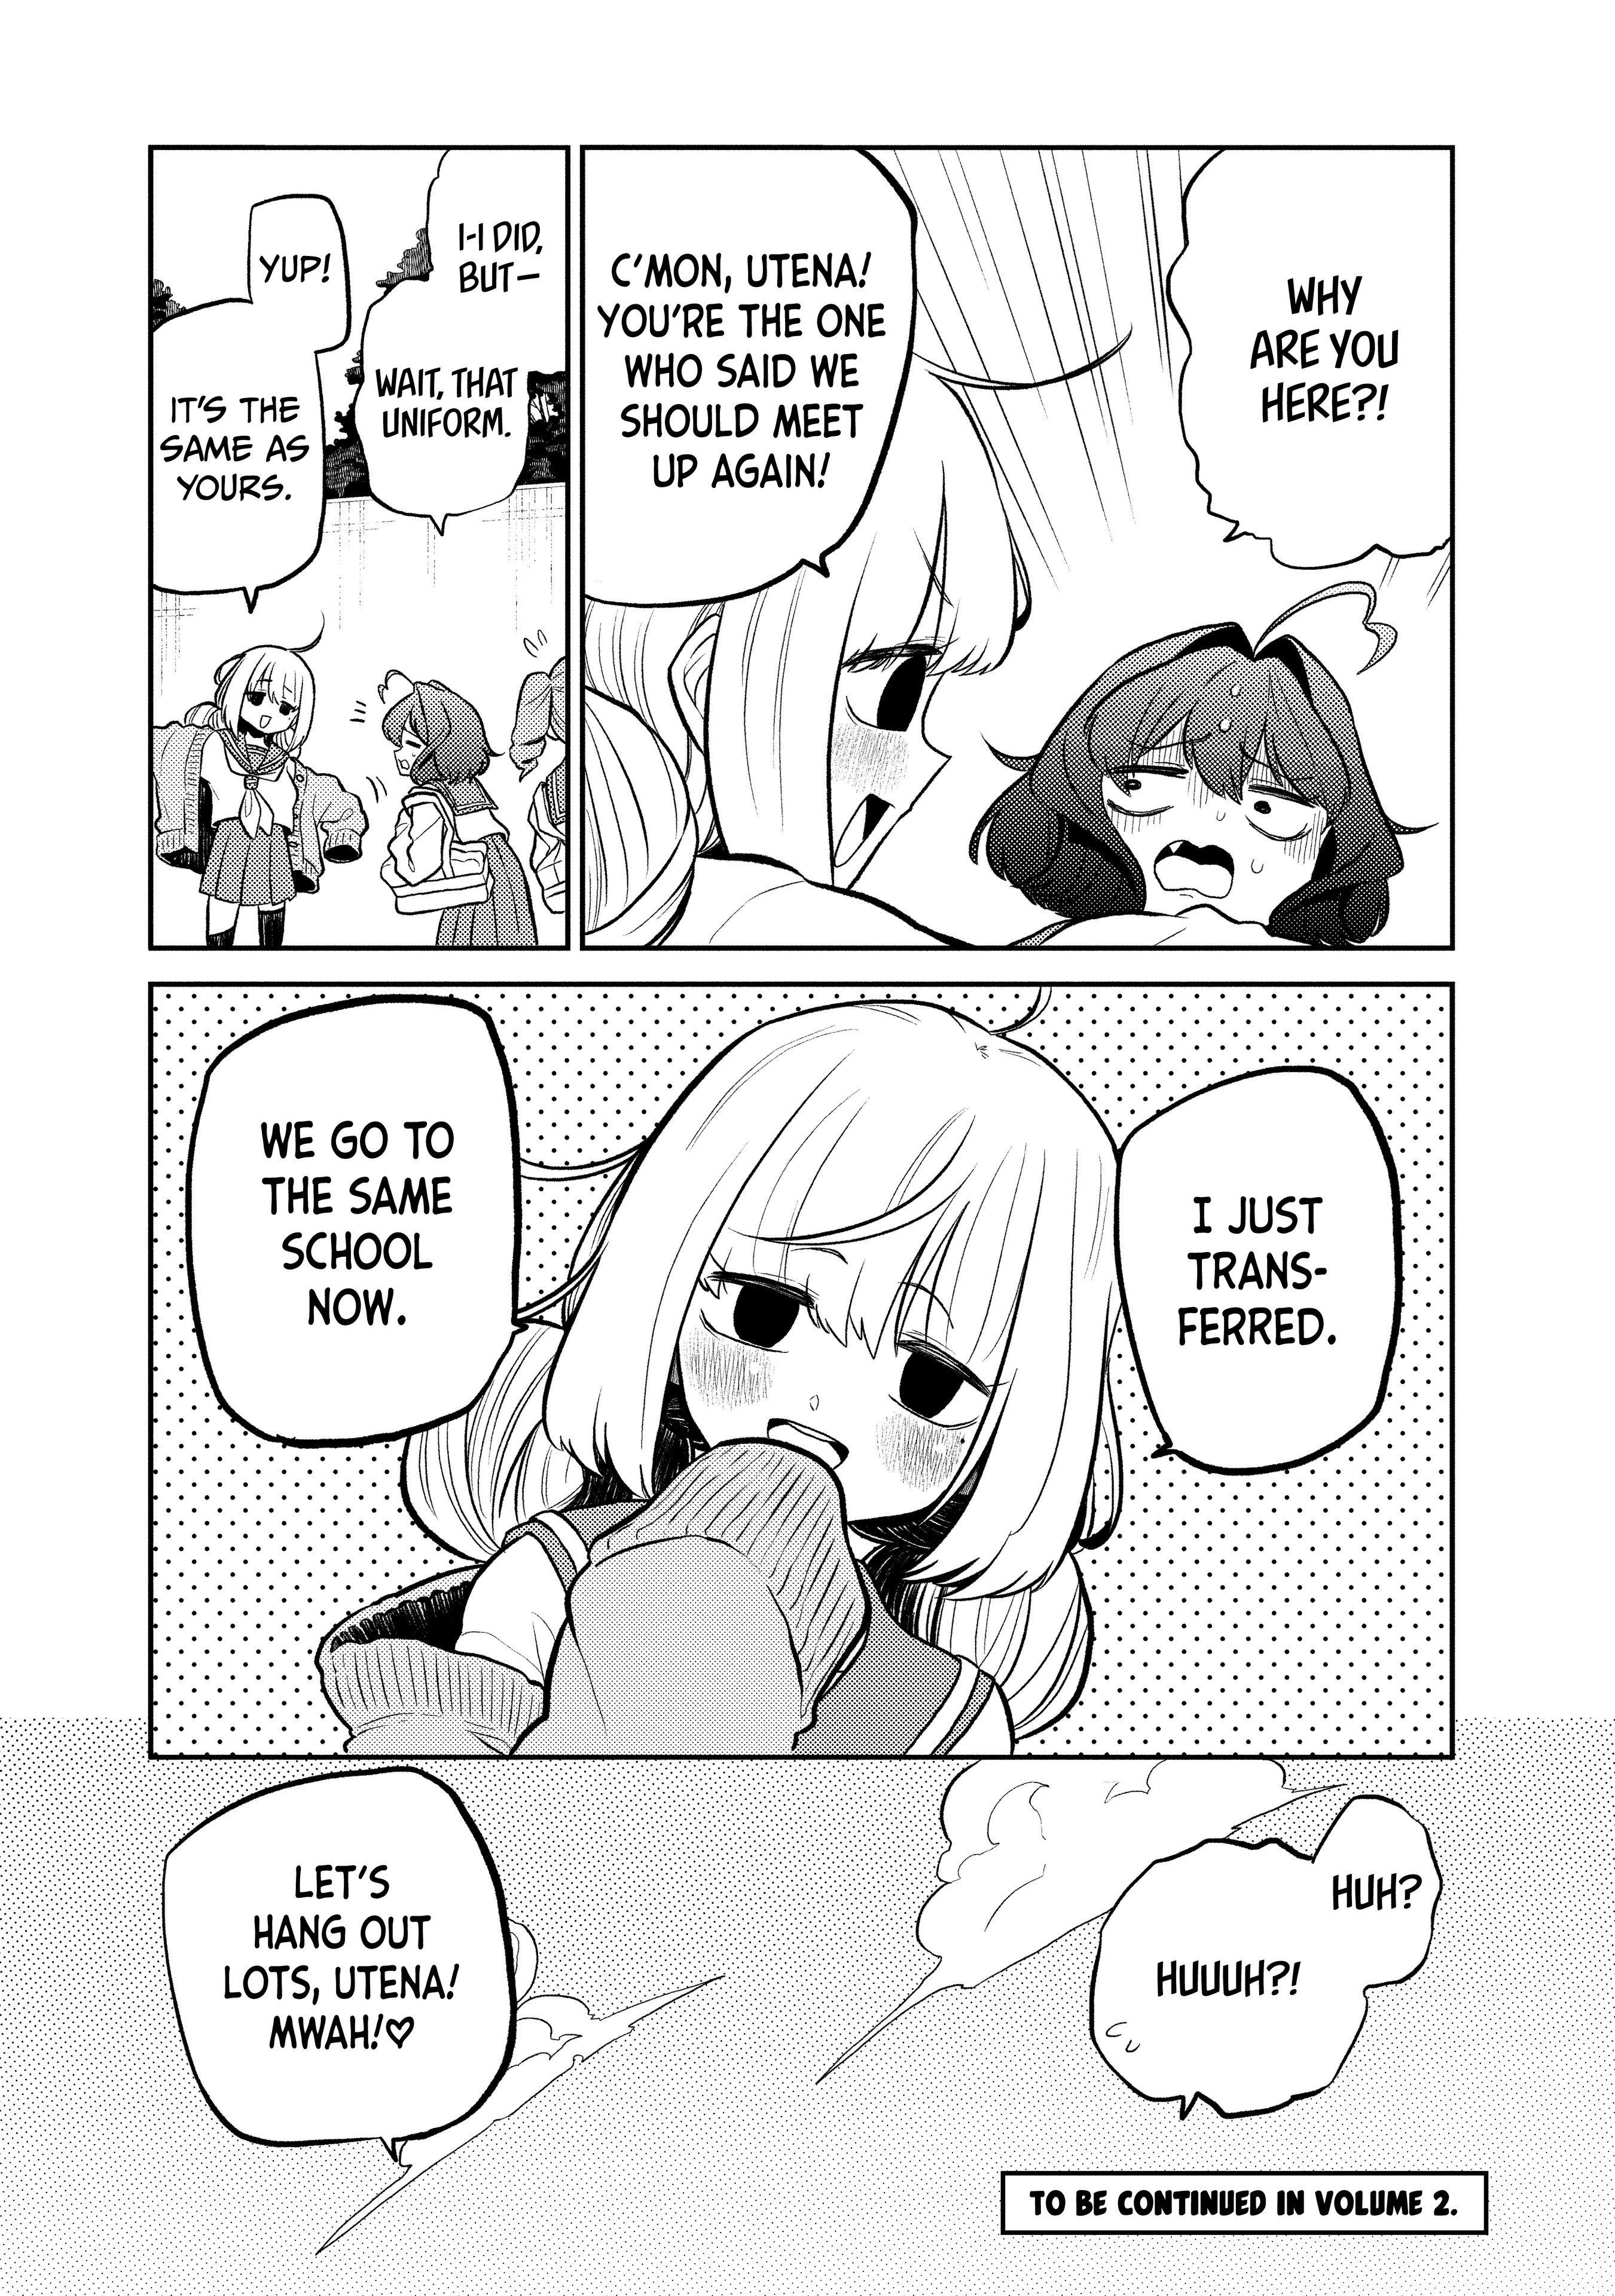 WHY
ARE YOU
HERE?!
C'MON, UTENA!
YOU'RE THE ONE
WHO SAID WE
SHOULD MEET
UP AGAIN!
I-I DID,
BUT—
WAIT, THAT
UNIFORM.
YUP!
IT'S THE
SAME AS
YOURS.
I JUST
TRANS-
FERRED.
WE GO TO
THE SAME
SCHOOL
NOW.
HUH?
HUUUH?!
LET'S
HANG OUT
LOTS, UTENA!
MWAH!♡
TO BE CONTINUED IN VOLUME 2.